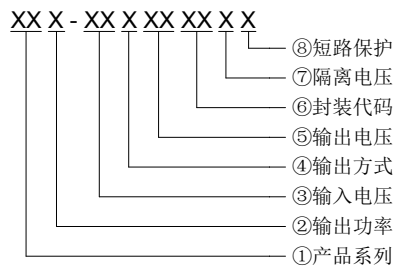 XX X - XX X XX XX X X
⑧短路保护
⑦隔离电压
⑥封装代码
⑤输出电压
④输出方式
③输入电压
②输出功率
①产品系列